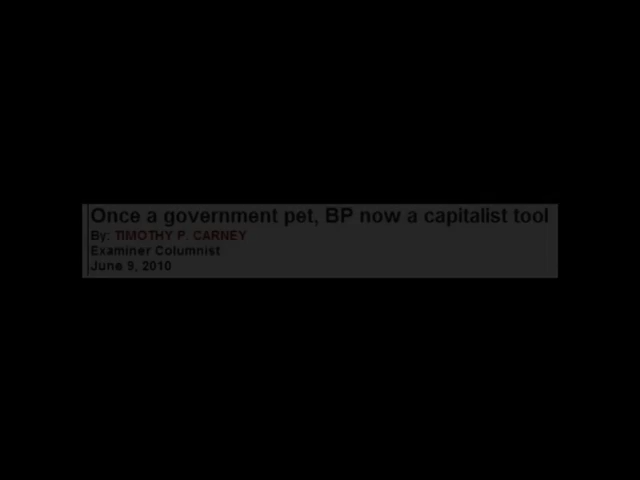 Once a government pet, BP now a capitalist tool
By: TIMOTHY P. CARNEY
Examiner Columnist
June 9, 2010